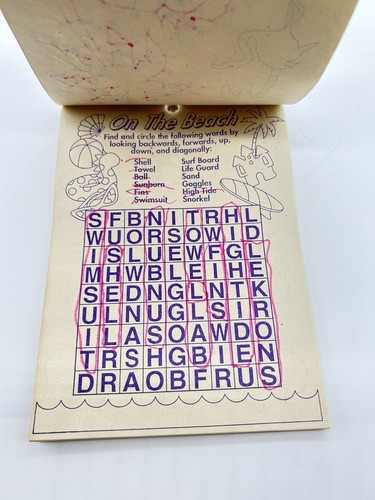 On The Beach
Find and circle the following words by
looking backwards, forwards, up,
down, and diagonally:
Shell Surf Board
Towel Life Guard
Ball Sand
Sunburn Goggles
Fins High Tide
Swimsuit Snorkel
S F B N I T R H L
W U O R S O W I D
I S L U E W F G L
M H W B L E I H E
S E D N G L N T K
U L N U G L S I R
I L A S O A W D O
T R S H G B I E N
D R A O B F R U S